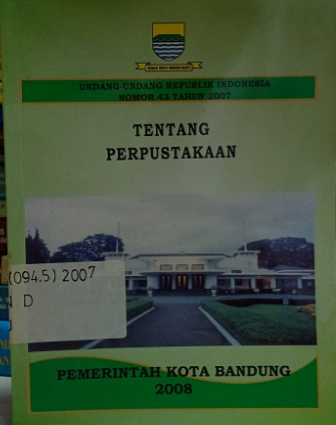 UNDANG-UNDANG REPUBLIK INDONESIA
NOMOR 43 TAHUN 2007
TENTANG
PERPUSTAKAAN
(094.5) 2007
D
PEMERINTAH KOTA BANDUNG
2008